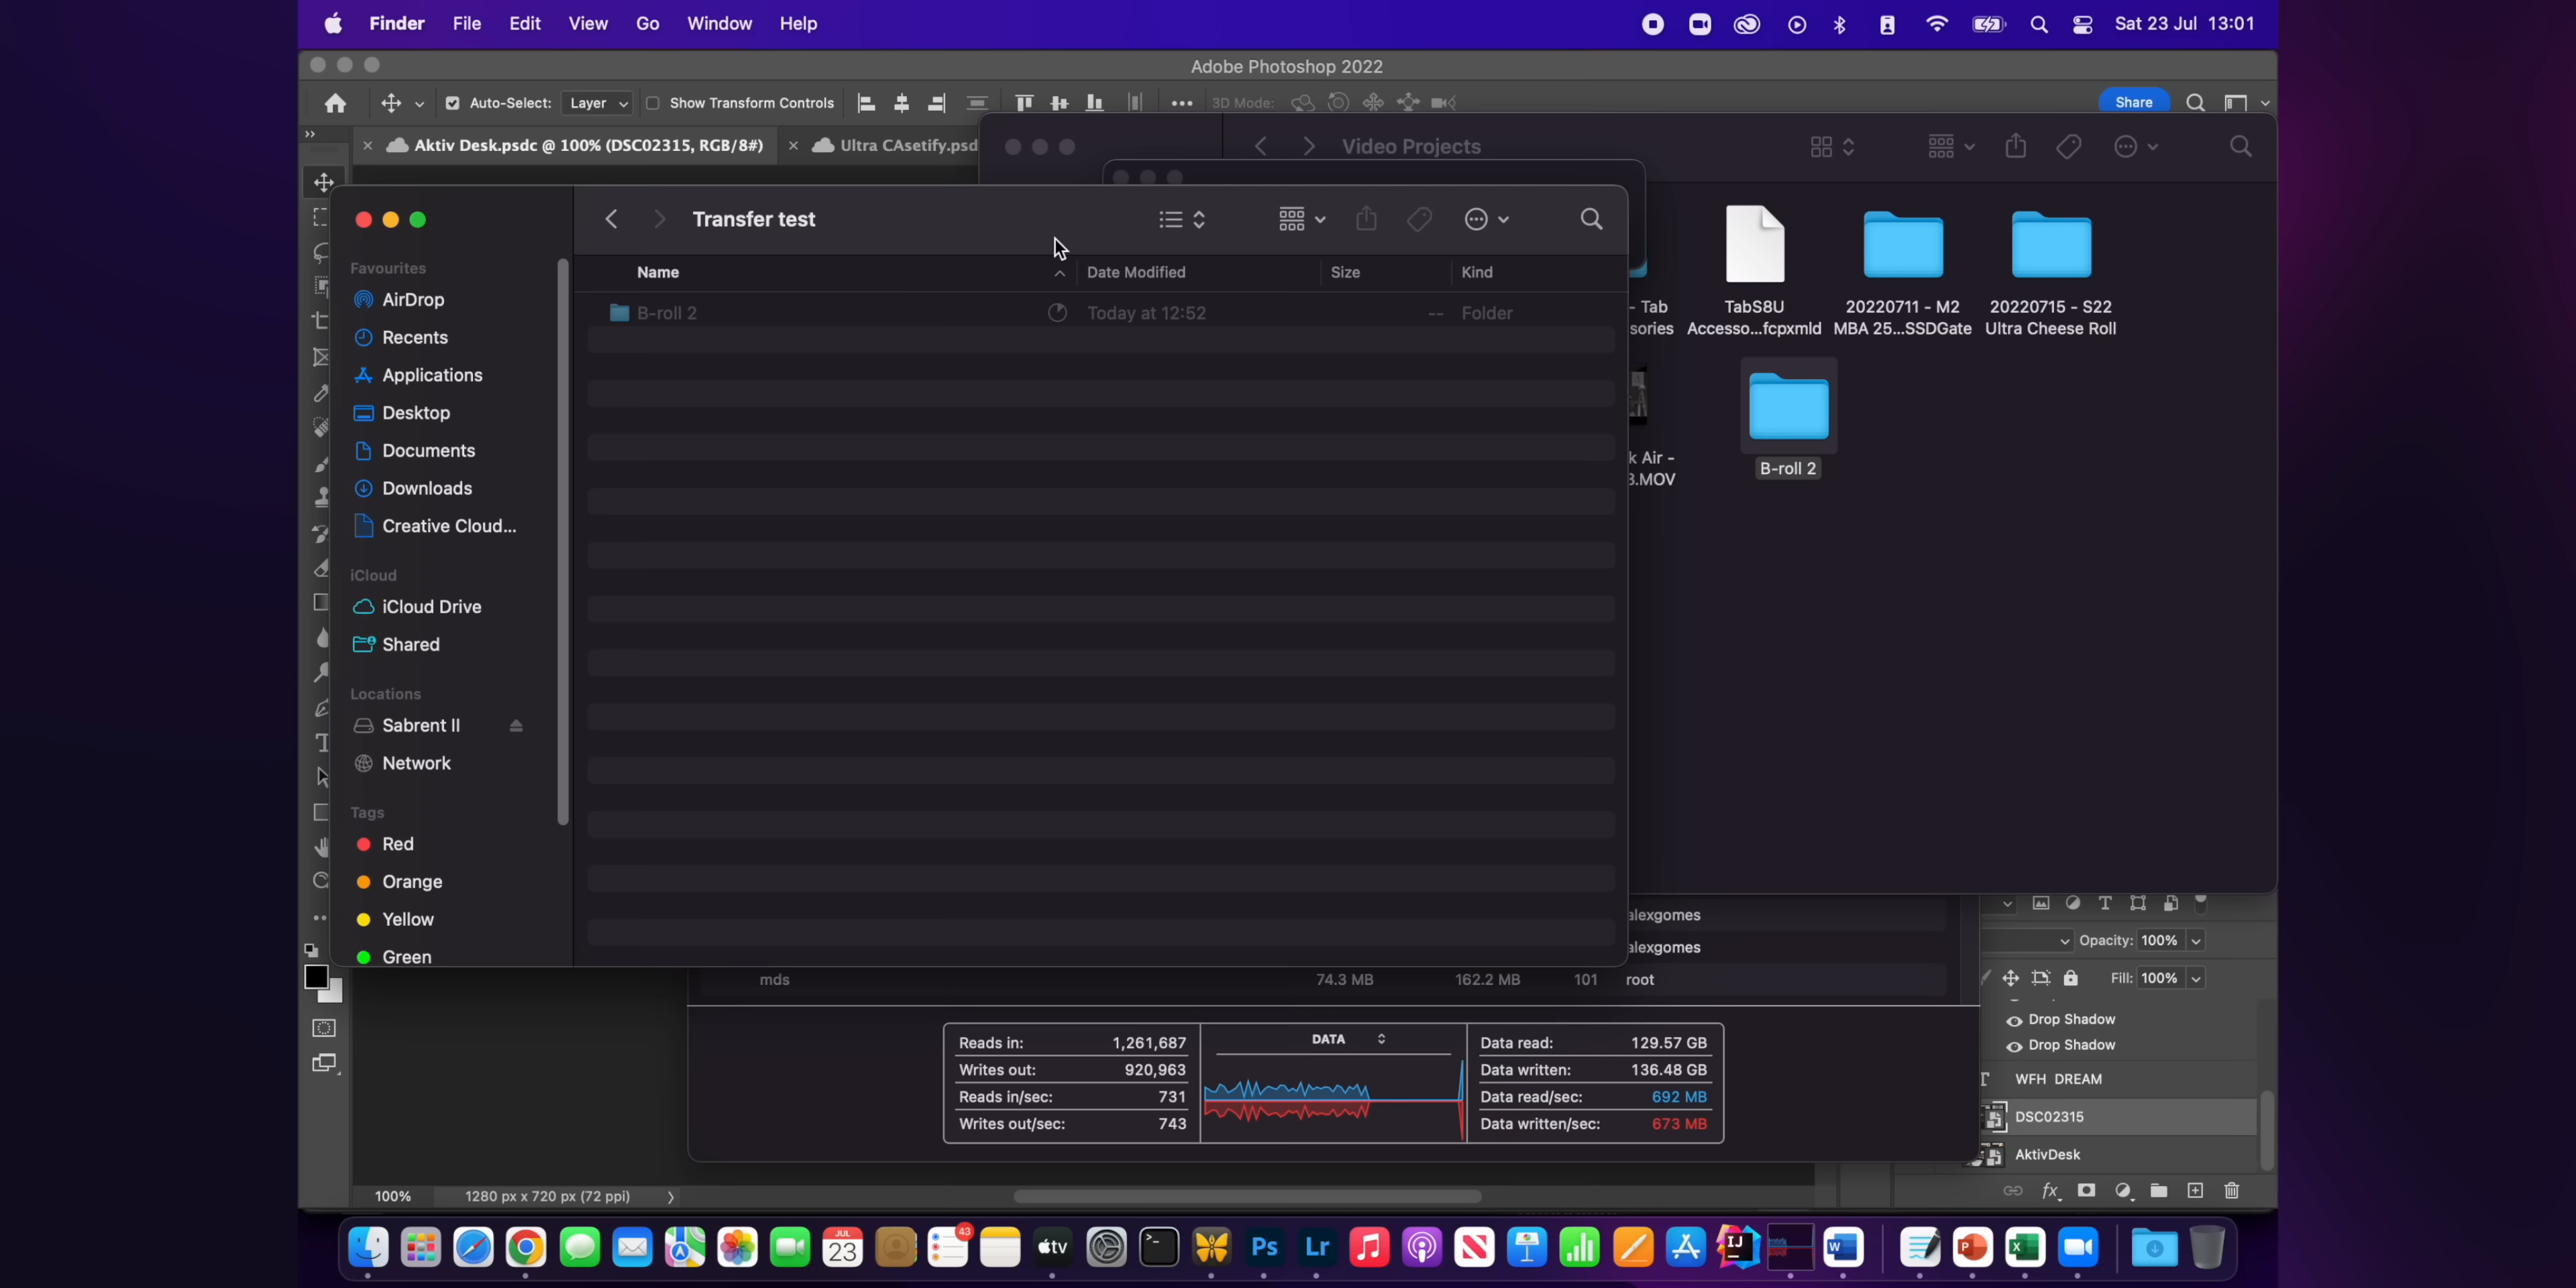 Finder File Edit View Go Window Help
Sat 23 Jul 13:01
Adobe Photoshop 2022
Auto-Select: Layer Show Transform Controls
3D Mode:
Share
Aktiv Desk.psdc @ 100% (DSC02315, RGB/8#)
Ultra CAsetify.psd
Video Projects
Transfer test
Name Date Modified Size Kind
B-roll 2 Today at 12:52 -- Folder
Favourites
AirDrop
Recents
Applications
Desktop
Documents
Downloads
Creative Cloud...
iCloud
iCloud Drive
Shared
Locations
Sabrent II
Network
Tags
Red
Orange
Yellow
Green
- Tab
sories
TabS8U
Accesso...fcpxmld
20220711 - M2
MBA 25...SSDGate
20220715 - S22
Ultra Cheese Roll
k Air -
3.MOV
B-roll 2
alexgomes
alexgomes
mds 74.3 MB 162.2 MB 101 root
Reads in: 1,261,687
Writes out: 920,963
Reads in/sec: 731
Writes out/sec: 743
DATA
Data read: 129.57 GB
Data written: 136.48 GB
Data read/sec: 692 MB
Data written/sec: 673 MB
Opacity: 100%
Fill: 100%
Drop Shadow
Drop Shadow
WFH DREAM
DSC02315
AktivDesk
fx
100% 1280 px x 720 px (72 ppi)
JUL
23
43
tv
Ps
Lr
IJ
W
P
X